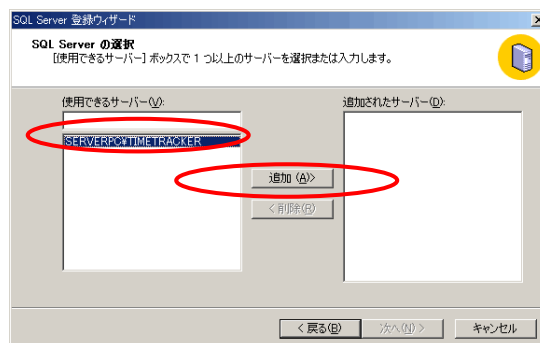 SQL Server 登録ウィザード
SQL Server の選択
[使用できるサーバー] ボックスで 1 つ以上のサーバーを選択または入力します。
使用できるサーバー(V):
追加されたサーバー(D):
SERVERPC¥TIMETRACKER
追加 (A)>
< 削除(R)
< 戻る(B)
次へ(N) >
キャンセル